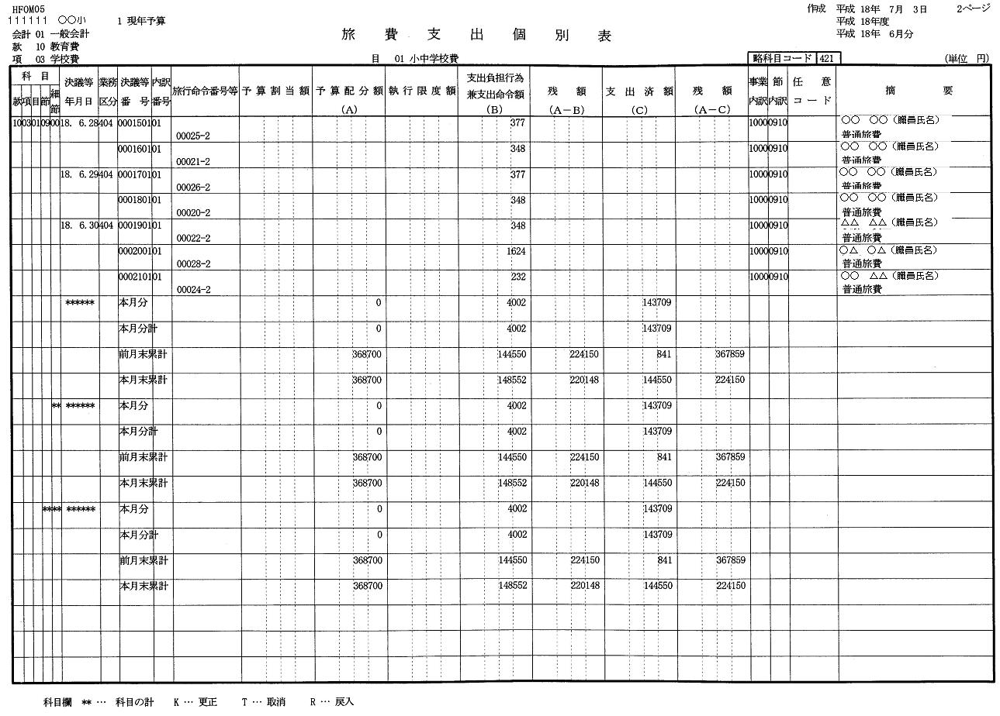 HFOM05
111111 ○○小 1 現年予算
会計 01 一般会計
款 10 教育費
項 03 学校費
旅費支出個別表
作成 平成 18年 7月 3日 2ページ
平成 18年度
平成 18年 6月分
目 01 小中学校費
略科目コード 421
(単位 円)
科目 決議等年月日 業務区分 決議等番号 内訳番号 旅行命令番号等 予算割当額 予算配分額(A) 執行限度額 支出負担行為兼支出命令額(B) 残額(A-B) 支出済額(C) 残額(A-C) 事業内訳 節内訳 任意コード 摘要
款 項 目 節 細節
10 03 01 09 00 18. 6.28 404 000150101 377 1000 0910 ○○ ○○(職員氏名)
00025-2 普通旅費
000160101 348 1000 0910 ○○ ○○(職員氏名)
00021-2 普通旅費
18. 6.29 404 000170101 377 1000 0910 ○○ ○○(職員氏名)
00026-2 普通旅費
000180101 348 1000 0910 ○○ ○○(職員氏名)
00020-2 普通旅費
18. 6.30 404 000190101 348 1000 0910 △△ △△(職員氏名)
00022-2 普通旅費
000200101 1624 1000 0910 ○△ ○△(職員氏名)
00028-2 普通旅費
000210101 232 1000 0910 ○○ △△(職員氏名)
00024-2 普通旅費
****** 本月分 0 4002 143709
本月分計 0 4002 143709
前月末累計 368700 144550 224150 841 367859
本月末累計 368700 148552 220148 144550 224150
** ****** 本月分 0 4002 143709
本月分計 0 4002 143709
前月末累計 368700 144550 224150 841 367859
本月末累計 368700 148552 220148 144550 224150
**** ****** 本月分 0 4002 143709
本月分計 0 4002 143709
前月末累計 368700 144550 224150 841 367859
本月末累計 368700 148552 220148 144550 224150
科目欄 ** … 科目の計 K … 更正 T … 取消 R … 戻入